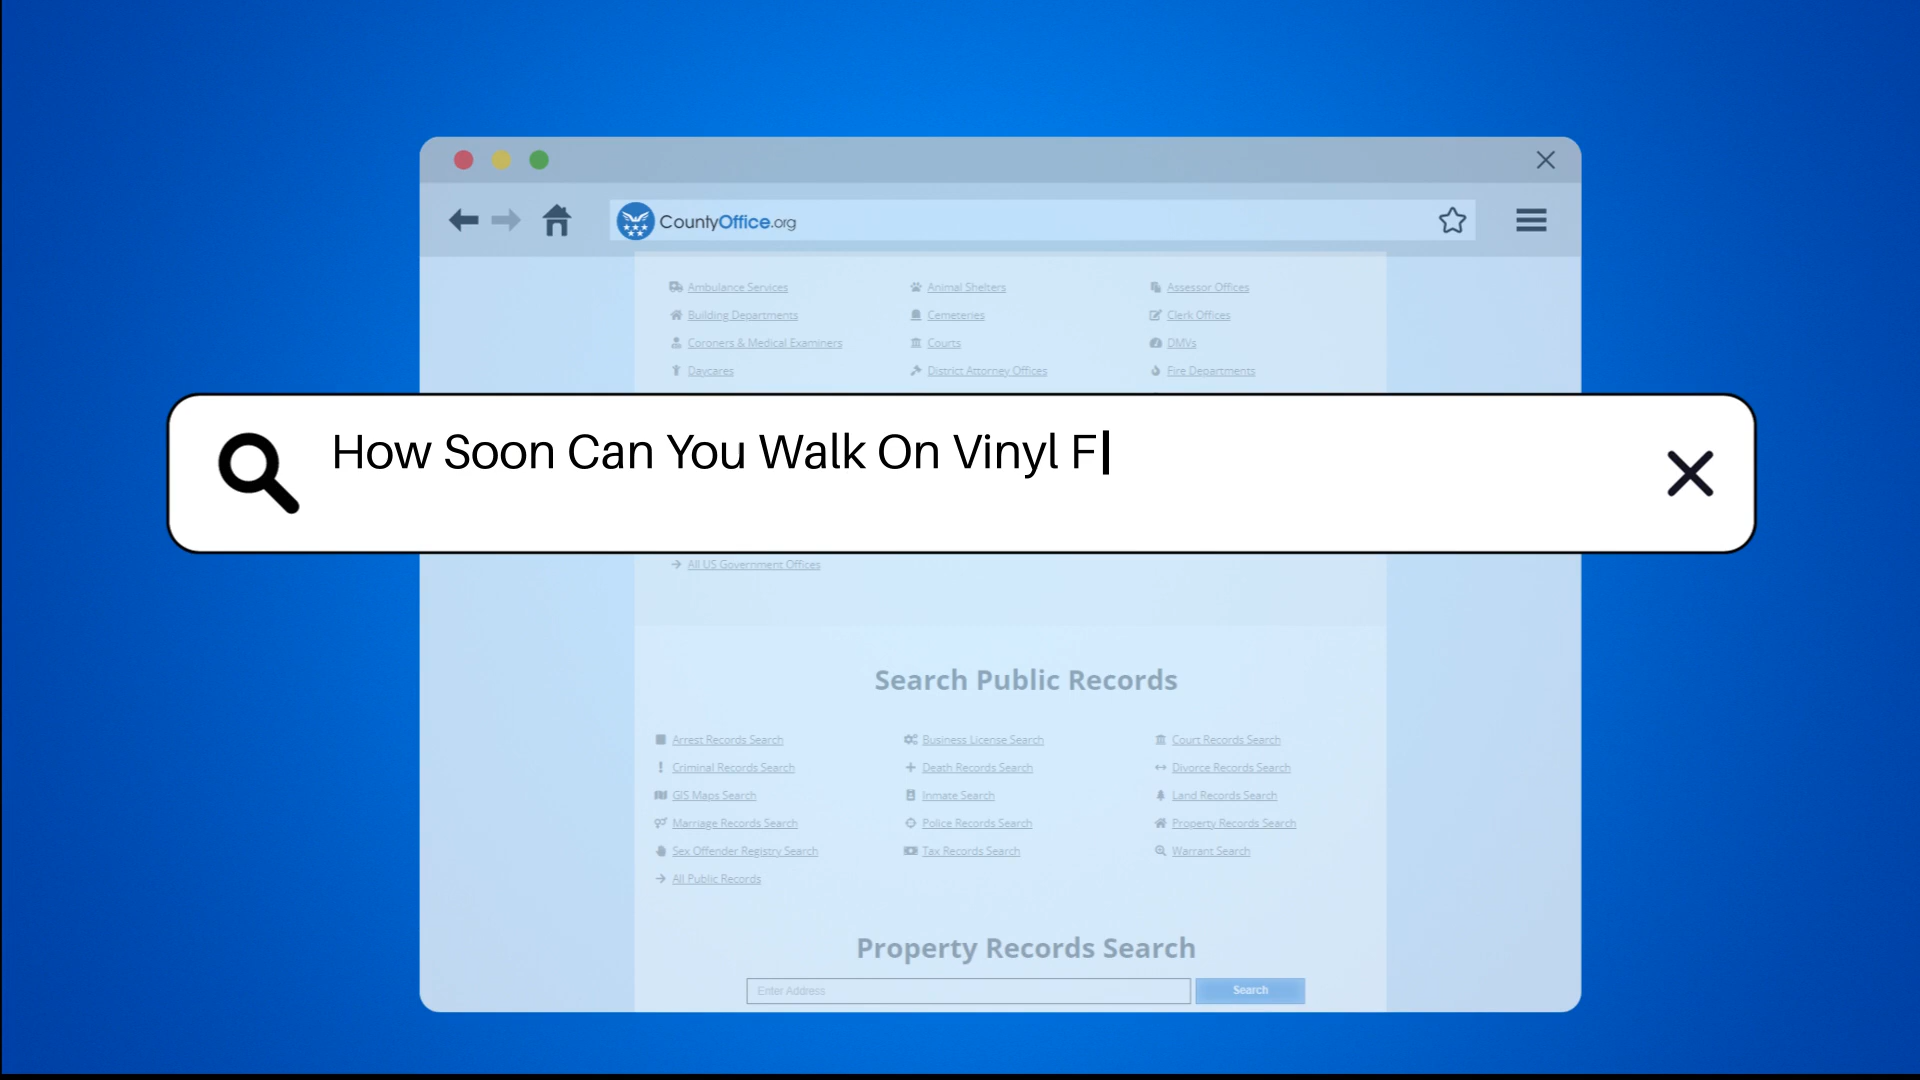 CountyOffice.org
Ambulance Services Animal Shelters Assessor Offices
Building Departments Cemeteries Clerk Offices
Coroners & Medical Examiners Courts DMVs
Daycares District Attorney Offices Fire Departments
How Soon Can You Walk On Vinyl F
All US Government Offices
Search Public Records
Arrest Records Search Business License Search Court Records Search
Criminal Records Search Death Records Search Divorce Records Search
GIS Maps Search Inmate Search Land Records Search
Marriage Records Search Police Records Search Property Records Search
Sex Offender Registry Search Tax Records Search Warrant Search
All Public Records
Property Records Search
Enter Address Search